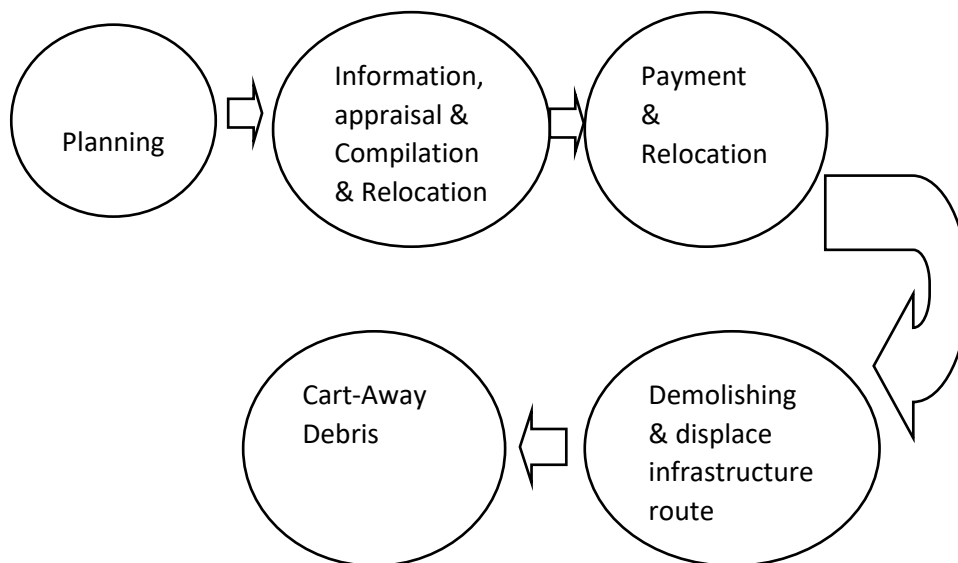 Planning
Information,
appraisal &
Compilation
& Relocation
Payment
&
Relocation
Demolishing
& displace
infrastructure
route
Cart-Away
Debris